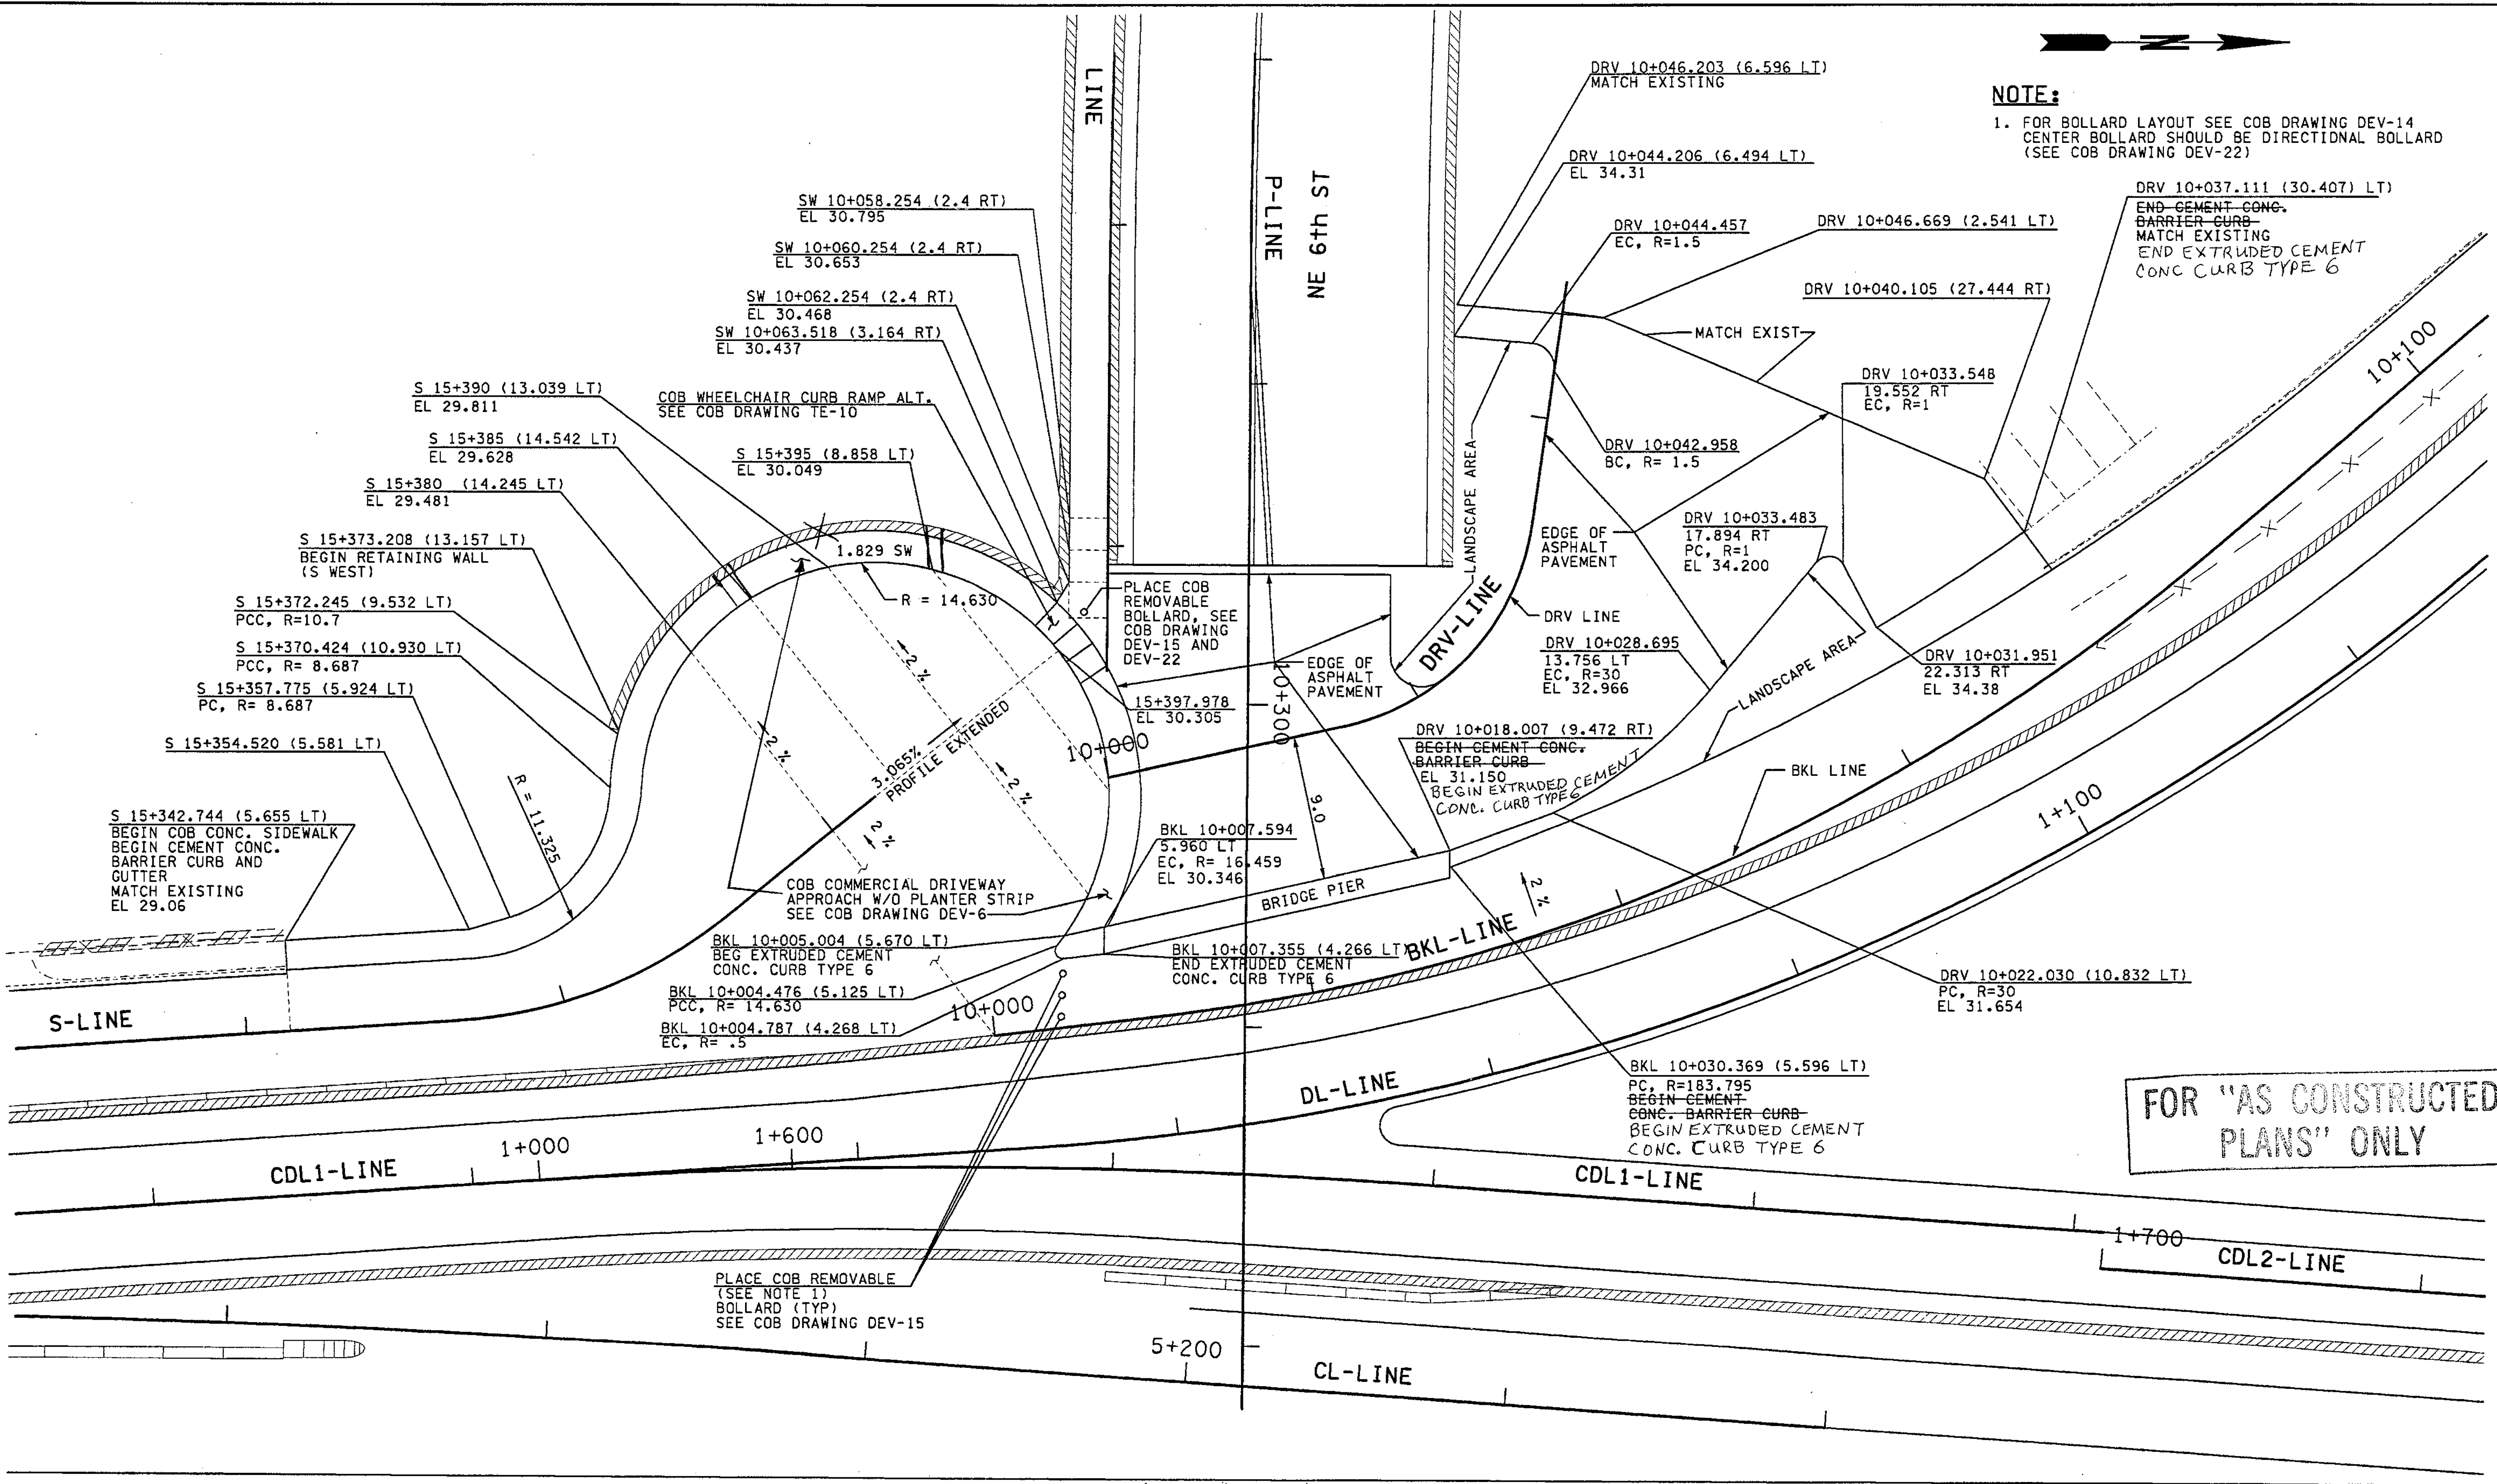 N
NOTE:
1. FOR BOLLARD LAYOUT SEE COB DRAWING DEV-14
CENTER BOLLARD SHOULD BE DIRECTIDNAL BOLLARD
(SEE COB DRAWING DEV-22)
LINE
P-LINE
NE 6th ST
DRV 10+046.203 (6.596 LT)
MATCH EXISTING
DRV 10+044.206 (6.494 LT)
EL 34.31
DRV 10+044.457
EC, R=1.5
DRV 10+046.669 (2.541 LT)
DRV 10+037.111 (30.407) LT)
END CEMENT CONC.
BARRIER CURB
MATCH EXISTING
END EXTRUDED CEMENT
CONC CURB TYPE 6
DRV 10+040.105 (27.444 RT)
MATCH EXIST
DRV 10+033.548
19.552 RT
EC, R=1
10+100
DRV 10+042.958
BC, R= 1.5
LANDSCAPE AREA
EDGE OF
ASPHALT
PAVEMENT
DRV 10+033.483
17.894 RT
PC, R=1
EL 34.200
SW 10+058.254 (2.4 RT)
EL 30.795
SW 10+060.254 (2.4 RT)
EL 30.653
SW 10+062.254 (2.4 RT)
EL 30.468
SW 10+063.518 (3.164 RT)
EL 30.437
S 15+390 (13.039 LT)
EL 29.811
COB WHEELCHAIR CURB RAMP ALT.
SEE COB DRAWING TE-10
S 15+385 (14.542 LT)
EL 29.628
S 15+395 (8.858 LT)
EL 30.049
S 15+380 (14.245 LT)
EL 29.481
S 15+373.208 (13.157 LT)
BEGIN RETAINING WALL
(S WEST)
1.829 SW
R = 14.630
S 15+372.245 (9.532 LT)
PCC, R=10.7
S 15+370.424 (10.930 LT)
PCC, R= 8.687
S 15+357.775 (5.924 LT)
PC, R= 8.687
S 15+354.520 (5.581 LT)
R = 11.325
S 15+342.744 (5.655 LT)
BEGIN COB CONC. SIDEWALK
BEGIN CEMENT CONC.
BARRIER CURB AND
GUTTER
MATCH EXISTING
EL 29.06
PLACE COB
REMOVABLE
BOLLARD, SEE
COB DRAWING
DEV-15 AND
DEV-22
EDGE OF
ASPHALT
PAVEMENT
10+300
DRV-LINE
DRV LINE
DRV 10+028.695
13.756 LT
EC, R=30
EL 32.966
LANDSCAPE AREA
DRV 10+031.951
22.313 RT
EL 34.38
2 %
2 %
2 %
2 %
3.065%
PROFILE EXTENDED
15+397.978
EL 30.305
10+000
9.0
DRV 10+018.007 (9.472 RT)
BEGIN CEMENT CONC.
BARRIER CURB
EL 31.150
BEGIN EXTRUDED CEMENT
CONC. CURB TYPE 6
BKL LINE
1+100
BKL 10+007.594
5.960 LT
EC, R= 16.459
EL 30.346
BRIDGE PIER
2 %
COB COMMERCIAL DRIVEWAY
APPROACH W/O PLANTER STRIP
SEE COB DRAWING DEV-6
BKL 10+005.004 (5.670 LT)
BEG EXTRUDED CEMENT
CONC. CURB TYPE 6
BKL 10+007.355 (4.266 LT)
END EXTRUDED CEMENT
CONC. CURB TYPE 6
BKL-LINE
BKL 10+004.476 (5.125 LT)
PCC, R= 14.630
BKL 10+004.787 (4.268 LT)
EC, R= .5
10+000
DRV 10+022.030 (10.832 LT)
PC, R=30
EL 31.654
S-LINE
BKL 10+030.369 (5.596 LT)
PC, R=183.795
BEGIN CEMENT
CONC. BARRIER CURB
BEGIN EXTRUDED CEMENT
CONC. CURB TYPE 6
DL-LINE
FOR "AS CONSTRUCTED
PLANS" ONLY
CDL1-LINE
1+000
1+600
CDL1-LINE
1+700
CDL2-LINE
PLACE COB REMOVABLE
(SEE NOTE 1)
BOLLARD (TYP)
SEE COB DRAWING DEV-15
5+200
CL-LINE